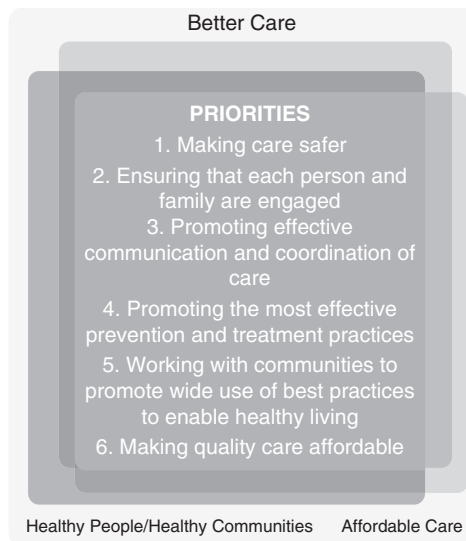 Better Care
PRIORITIES
1. Making care safer
2. Ensuring that each person and
family are engaged
3. Promoting effective
communication and coordination of
care
4. Promoting the most effective
prevention and treatment practices
5. Working with communities to
promote wide use of best practices
to enable healthy living
6. Making quality care affordable
Healthy People/Healthy Communities Affordable Care